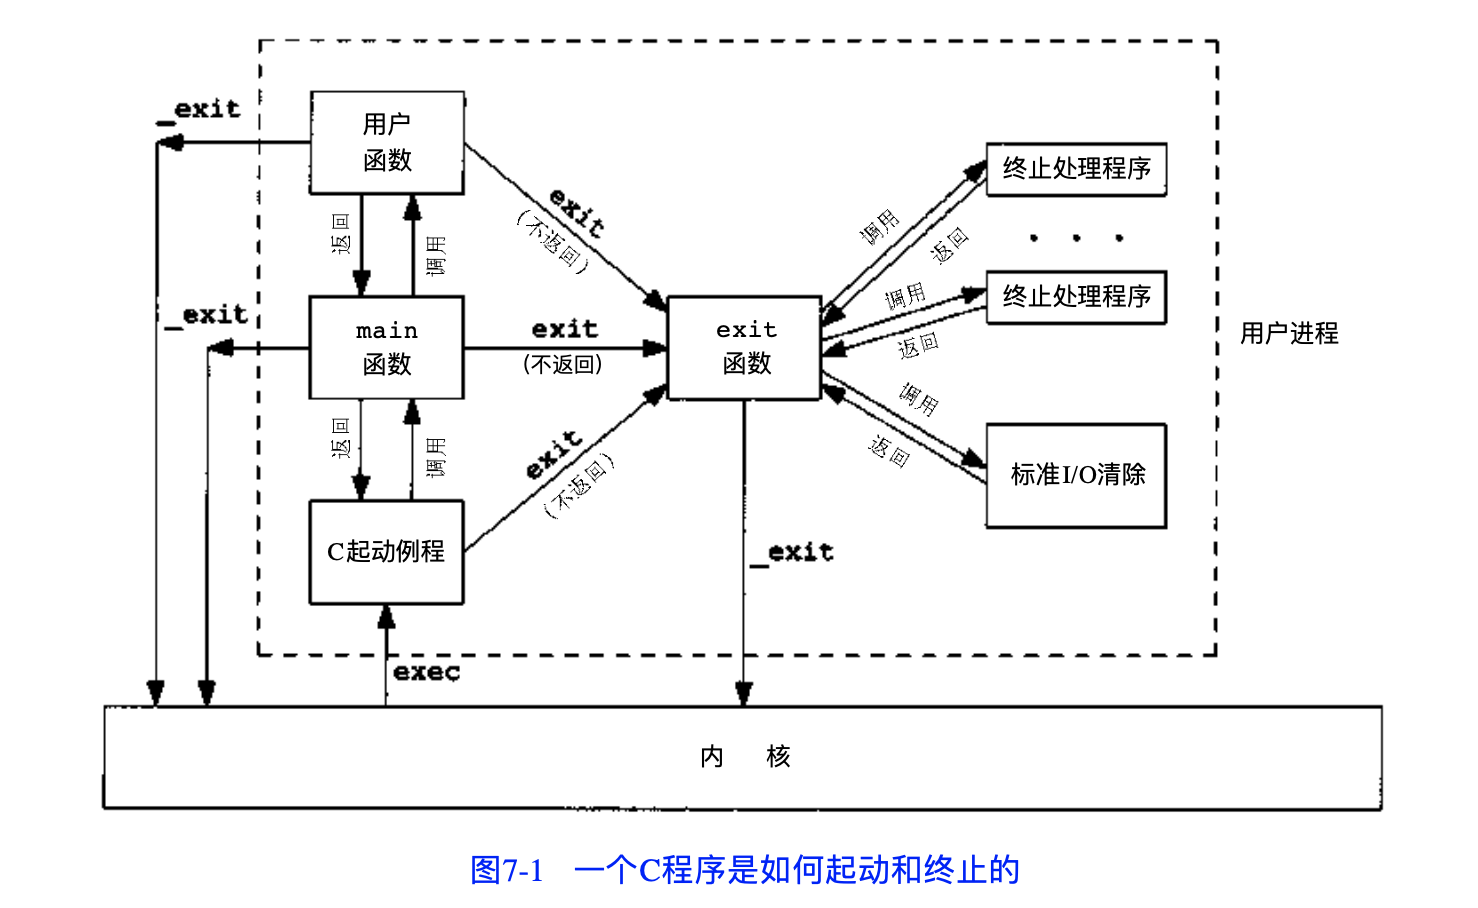 _exit
用户
函数
终止处理程序
exit
(不返回)
调用
返回
返回
调用
. . .
_exit
main
函数
exit
(不返回)
exit
函数
调用
返回
终止处理程序
用户进程
返回
调用
exit
(不返回)
调用
返回
标准I/O清除
C起动例程
_exit
exec
内 核
图7-1 一个C程序是如何起动和终止的